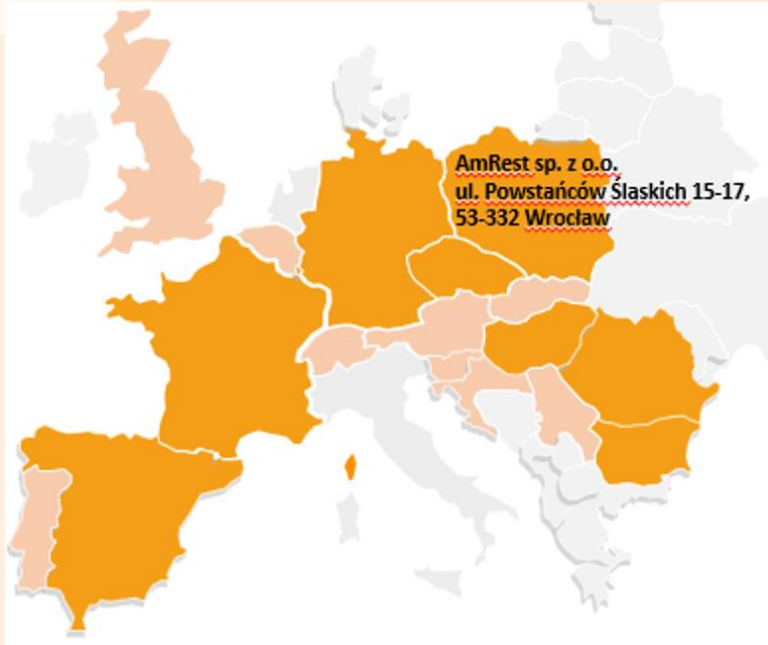 AmRest sp. z o.o.
ul. Powstańców Ślaskich 15-17,
53-332 Wrocław